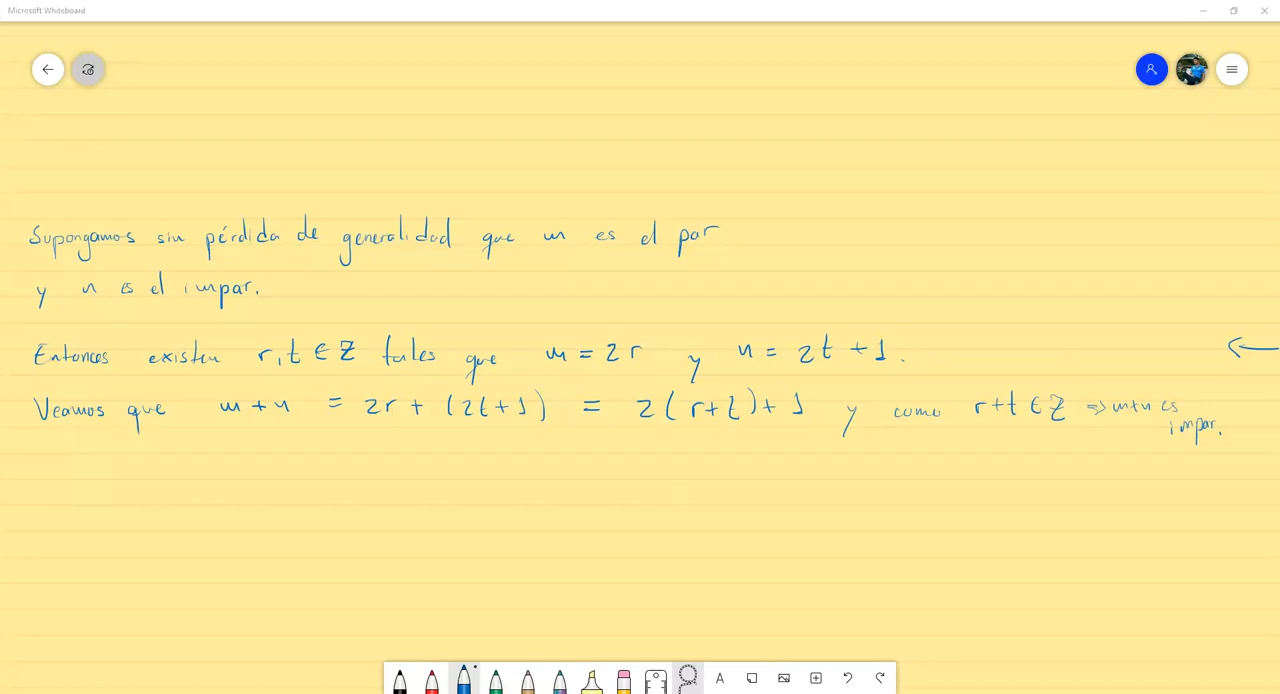 Microsoft Whiteboard
Supongamos sin pérdida de generalidad que m es el par
y n es el impar.
Entonces existen r, t ∈ Z tales que m = 2r y n = 2t + 1.
Veamos que m + n = 2r + (2t + 1) = 2(r+t) + 1 y como r+t ∈ Z ⇒ m+n es
impar.